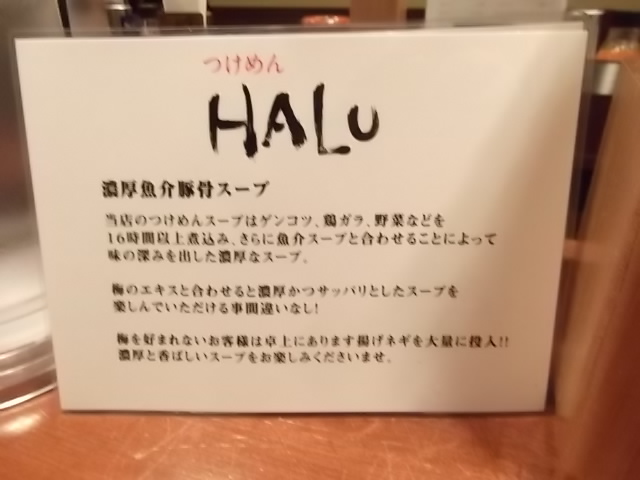 つけめん
HALU
濃厚魚介豚骨スープ
当店のつけめんスープはゲンコツ、鶏ガラ、野菜などを
16時間以上煮込み、さらに魚介スープと合わせることによって
味の深みを出した濃厚なスープ。
梅のエキスと合わせると濃厚かつサッパリとしたスープを
楽しんでいただける事間違いなし!
梅を好まれないお客様は卓上にあります揚げネギを大量に投入!!
濃厚と香ばしいスープをお楽しみくださいませ。